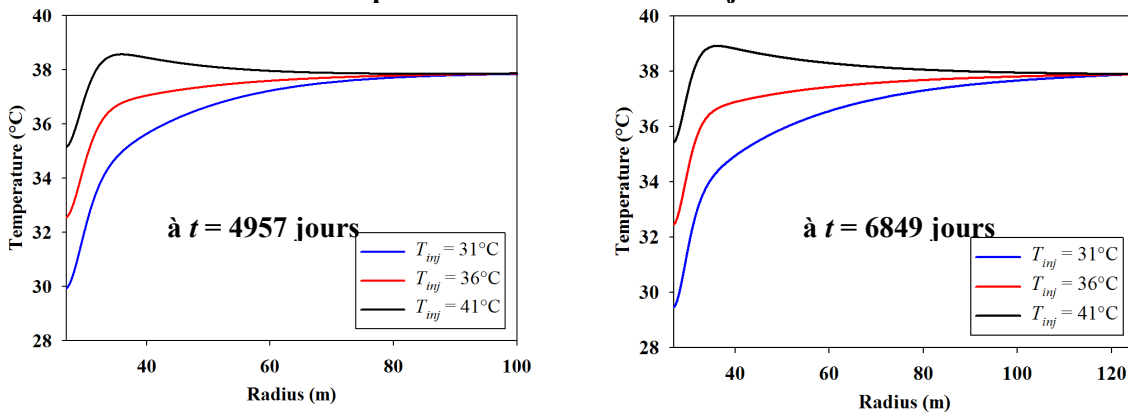 40
38
36
34
32
30
28
Temperature (°C)
à t = 4957 jours
T_inj = 31°C
T_inj = 36°C
T_inj = 41°C
40
60
80
100
Radius (m)
40
38
36
34
32
30
28
Temperature (°C)
à t = 6849 jours
T_inj = 31°C
T_inj = 36°C
T_inj = 41°C
40
60
80
100
120
Radius (m)